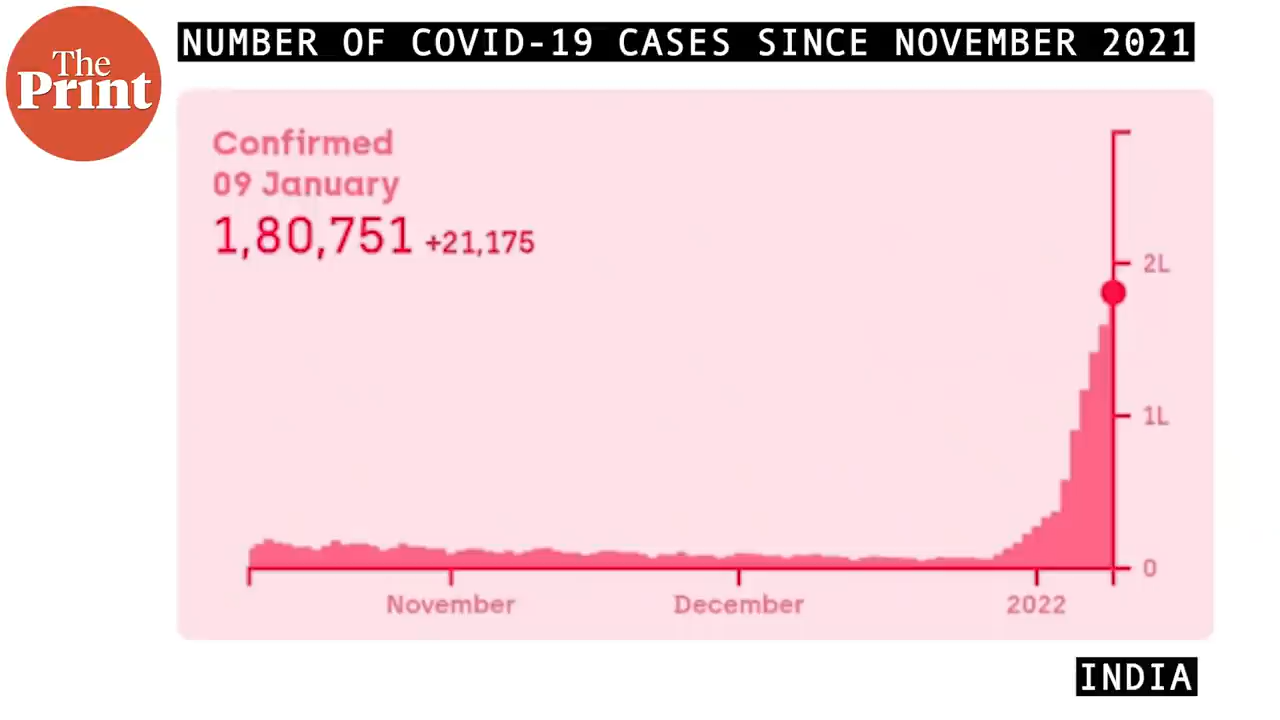 The
Print
NUMBER OF COVID-19 CASES SINCE NOVEMBER 2021
Confirmed
09 January
1,80,751 +21,175
2L
1L
0
November December 2022
INDIA